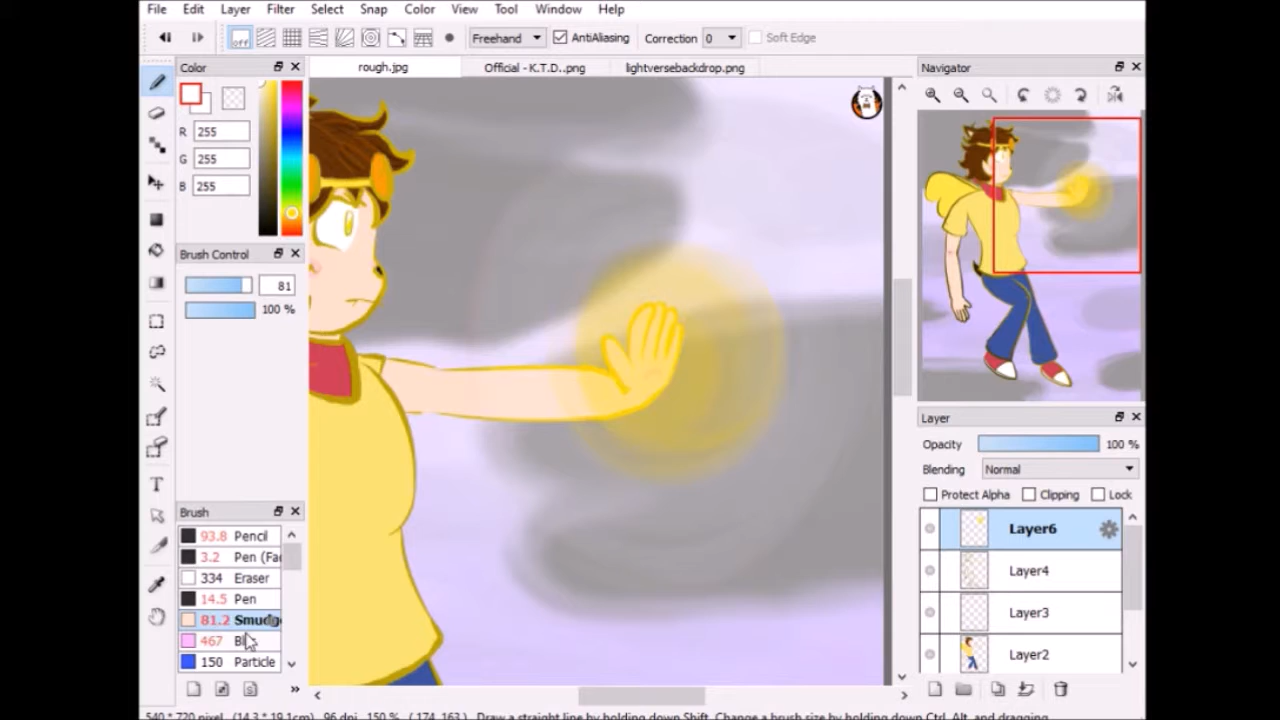 File Edit Layer Filter Select Snap Color View Tool Window Help
off Freehand AntiAliasing Correction 0 Soft Edge
Color
rough.jpg Official - K.T.D..png lightversebackdrop.png
Navigator
R 255
G 255
B 255
Brush Control
81
100 %
Layer
Opacity 100 %
Blending Normal
Protect Alpha Clipping Lock
Brush
93.8 Pencil
3.2 Pen (Fa
334 Eraser
14.5 Pen
81.2 Smudge
467
150 Particle
Layer6
Layer4
Layer3
Layer2
540 * 720 pixel (14.3 * 19.1cm) 96 dpi 150 % ( 174, 163) Draw a straight line by holding down Shift, Change a brush size by holding down Ctrl, Alt, and dragging